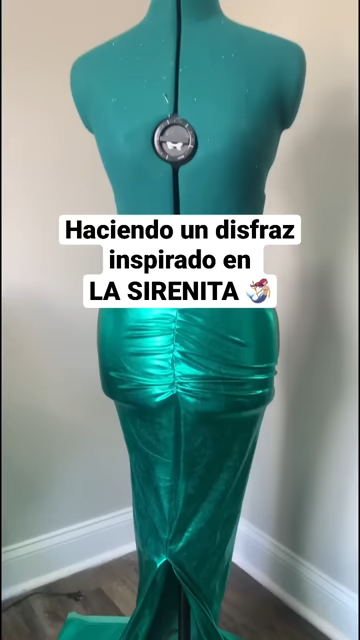 Haciendo un disfraz
inspirado en
LA SIRENITA 🧜‍♀️